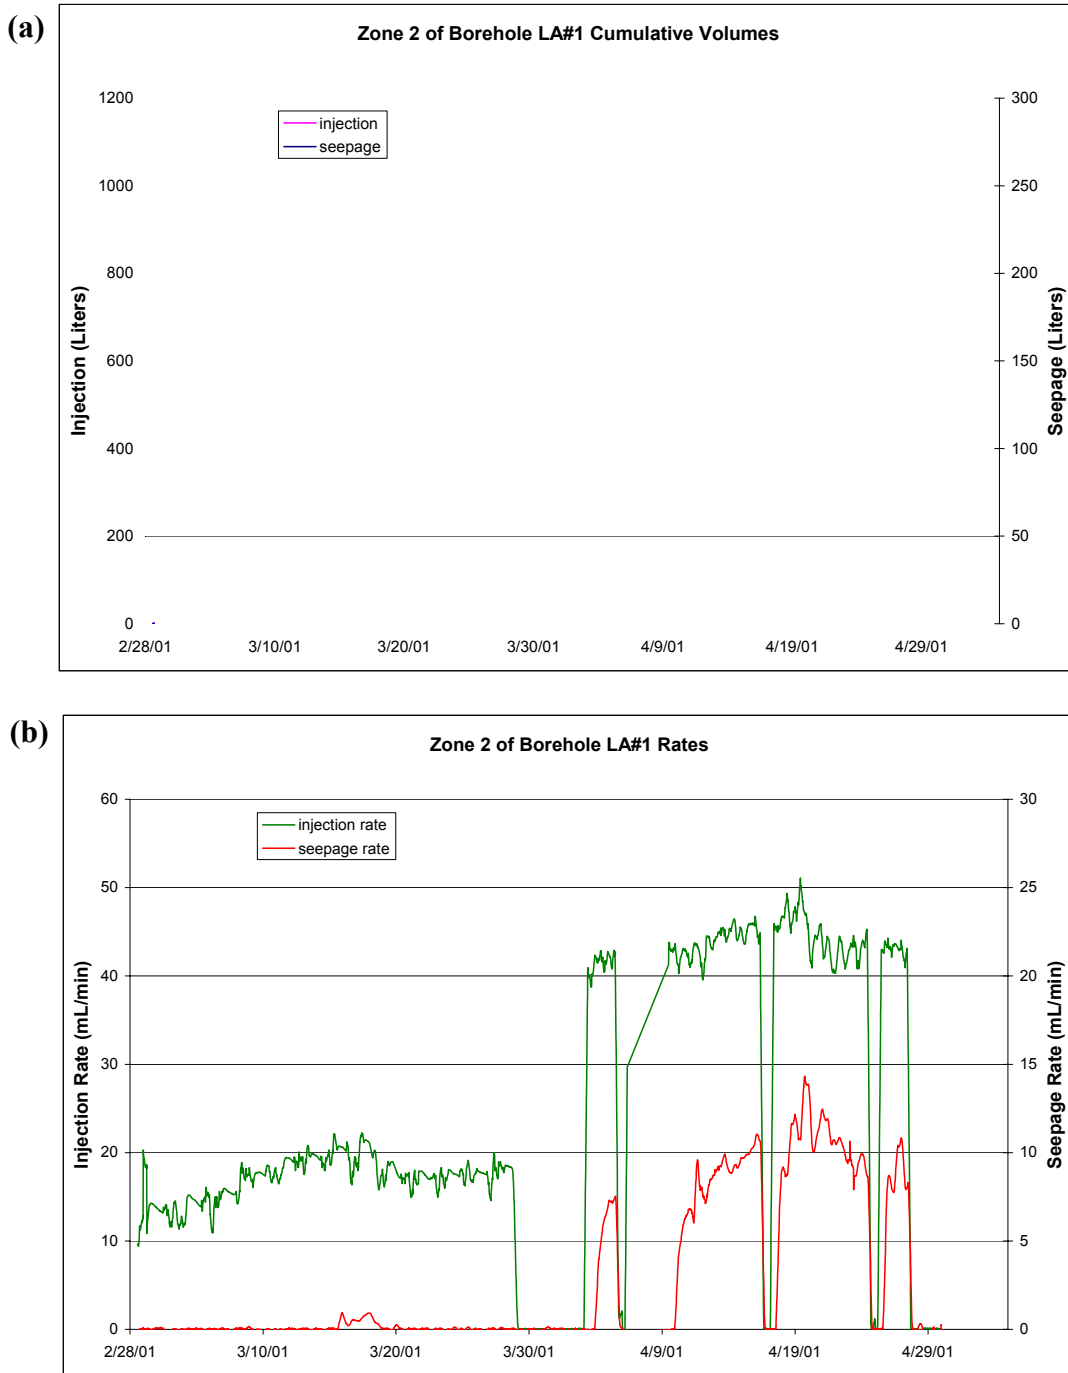 (a)
Zone 2 of Borehole LA#1 Cumulative Volumes
injection
seepage
1200
1000
800
600
400
200
0
300
250
200
150
100
50
0
Injection (Liters)
Seepage (Liters)
2/28/01 3/10/01 3/20/01 3/30/01 4/9/01 4/19/01 4/29/01
(b)
Zone 2 of Borehole LA#1 Rates
injection rate
seepage rate
60
50
40
30
20
10
0
30
25
20
15
10
5
0
Injection Rate (mL/min)
Seepage Rate (mL/min)
2/28/01 3/10/01 3/20/01 3/30/01 4/9/01 4/19/01 4/29/01